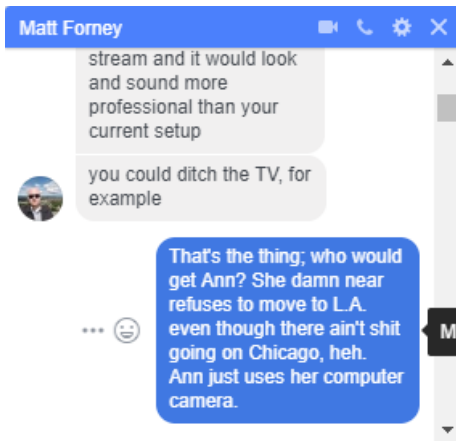 Matt Forney
stream and it would look
and sound more
professional than your
current setup
you could ditch the TV, for
example
That's the thing; who would
get Ann? She damn near
refuses to move to L.A.
even though there ain't shit
going on Chicago, heh.
Ann just uses her computer
camera.
M